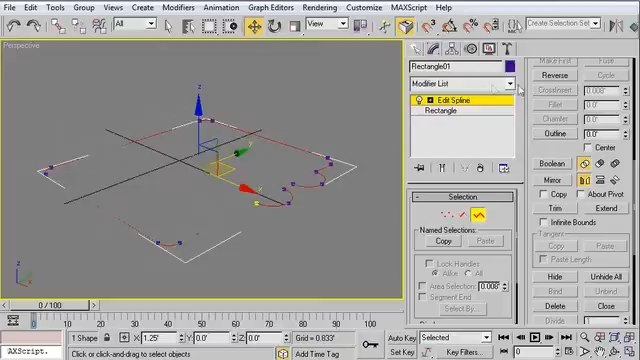 File Edit Tools Group Views Create Modifiers Animation Graph Editors Rendering Customize MAXScript Help
All
View
Create Selection Set
Perspective
z
y
x
z
x
Rectangle01
Modifier List
Edit Spline
Rectangle
Selection
Named Selections:
Copy Paste
Lock Handles
Alike All
Area Selection: 0.008'
Segment End
Select By...
Display
Make First Fuse
Reverse Cycle
CrossInsert 0.008'
Fillet 0.0'
Chamfer 0.0'
Outline 0.0'
Center
Boolean
Mirror
Copy About Pivot
Trim Extend
Infinite Bounds
Tangent
Copy Paste
Paste Length
Hide Unhide All
Bind Unbind
Delete Close
Divide 1
0 / 100
0 10 20 30 40 50 60 70 80 90 100
AXScript. 1 Shape X: 1.25' Y: 0.0' Z: 0.0' Grid = 0.833' Auto Key Selected
Click or click-and-drag to select objects Add Time Tag Set Key Key Filters... 0